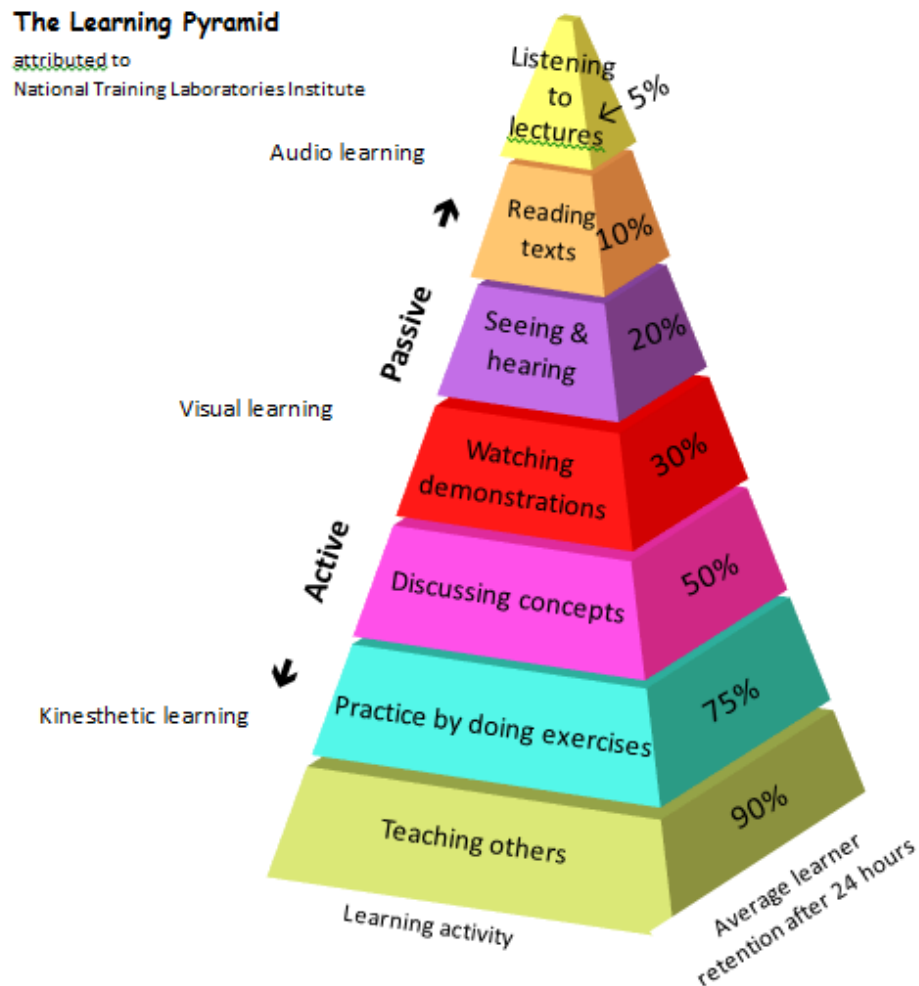 The Learning Pyramid
attributed to
National Training Laboratories Institute
Listening
to
lectures
5%
Audio learning
Reading
texts
10%
Passive
Seeing &
hearing
20%
Visual learning
Watching
demonstrations
30%
Active
Discussing concepts
50%
Kinesthetic learning
Practice by doing exercises
75%
Teaching others
90%
Learning activity
Average learner
retention after 24 hours